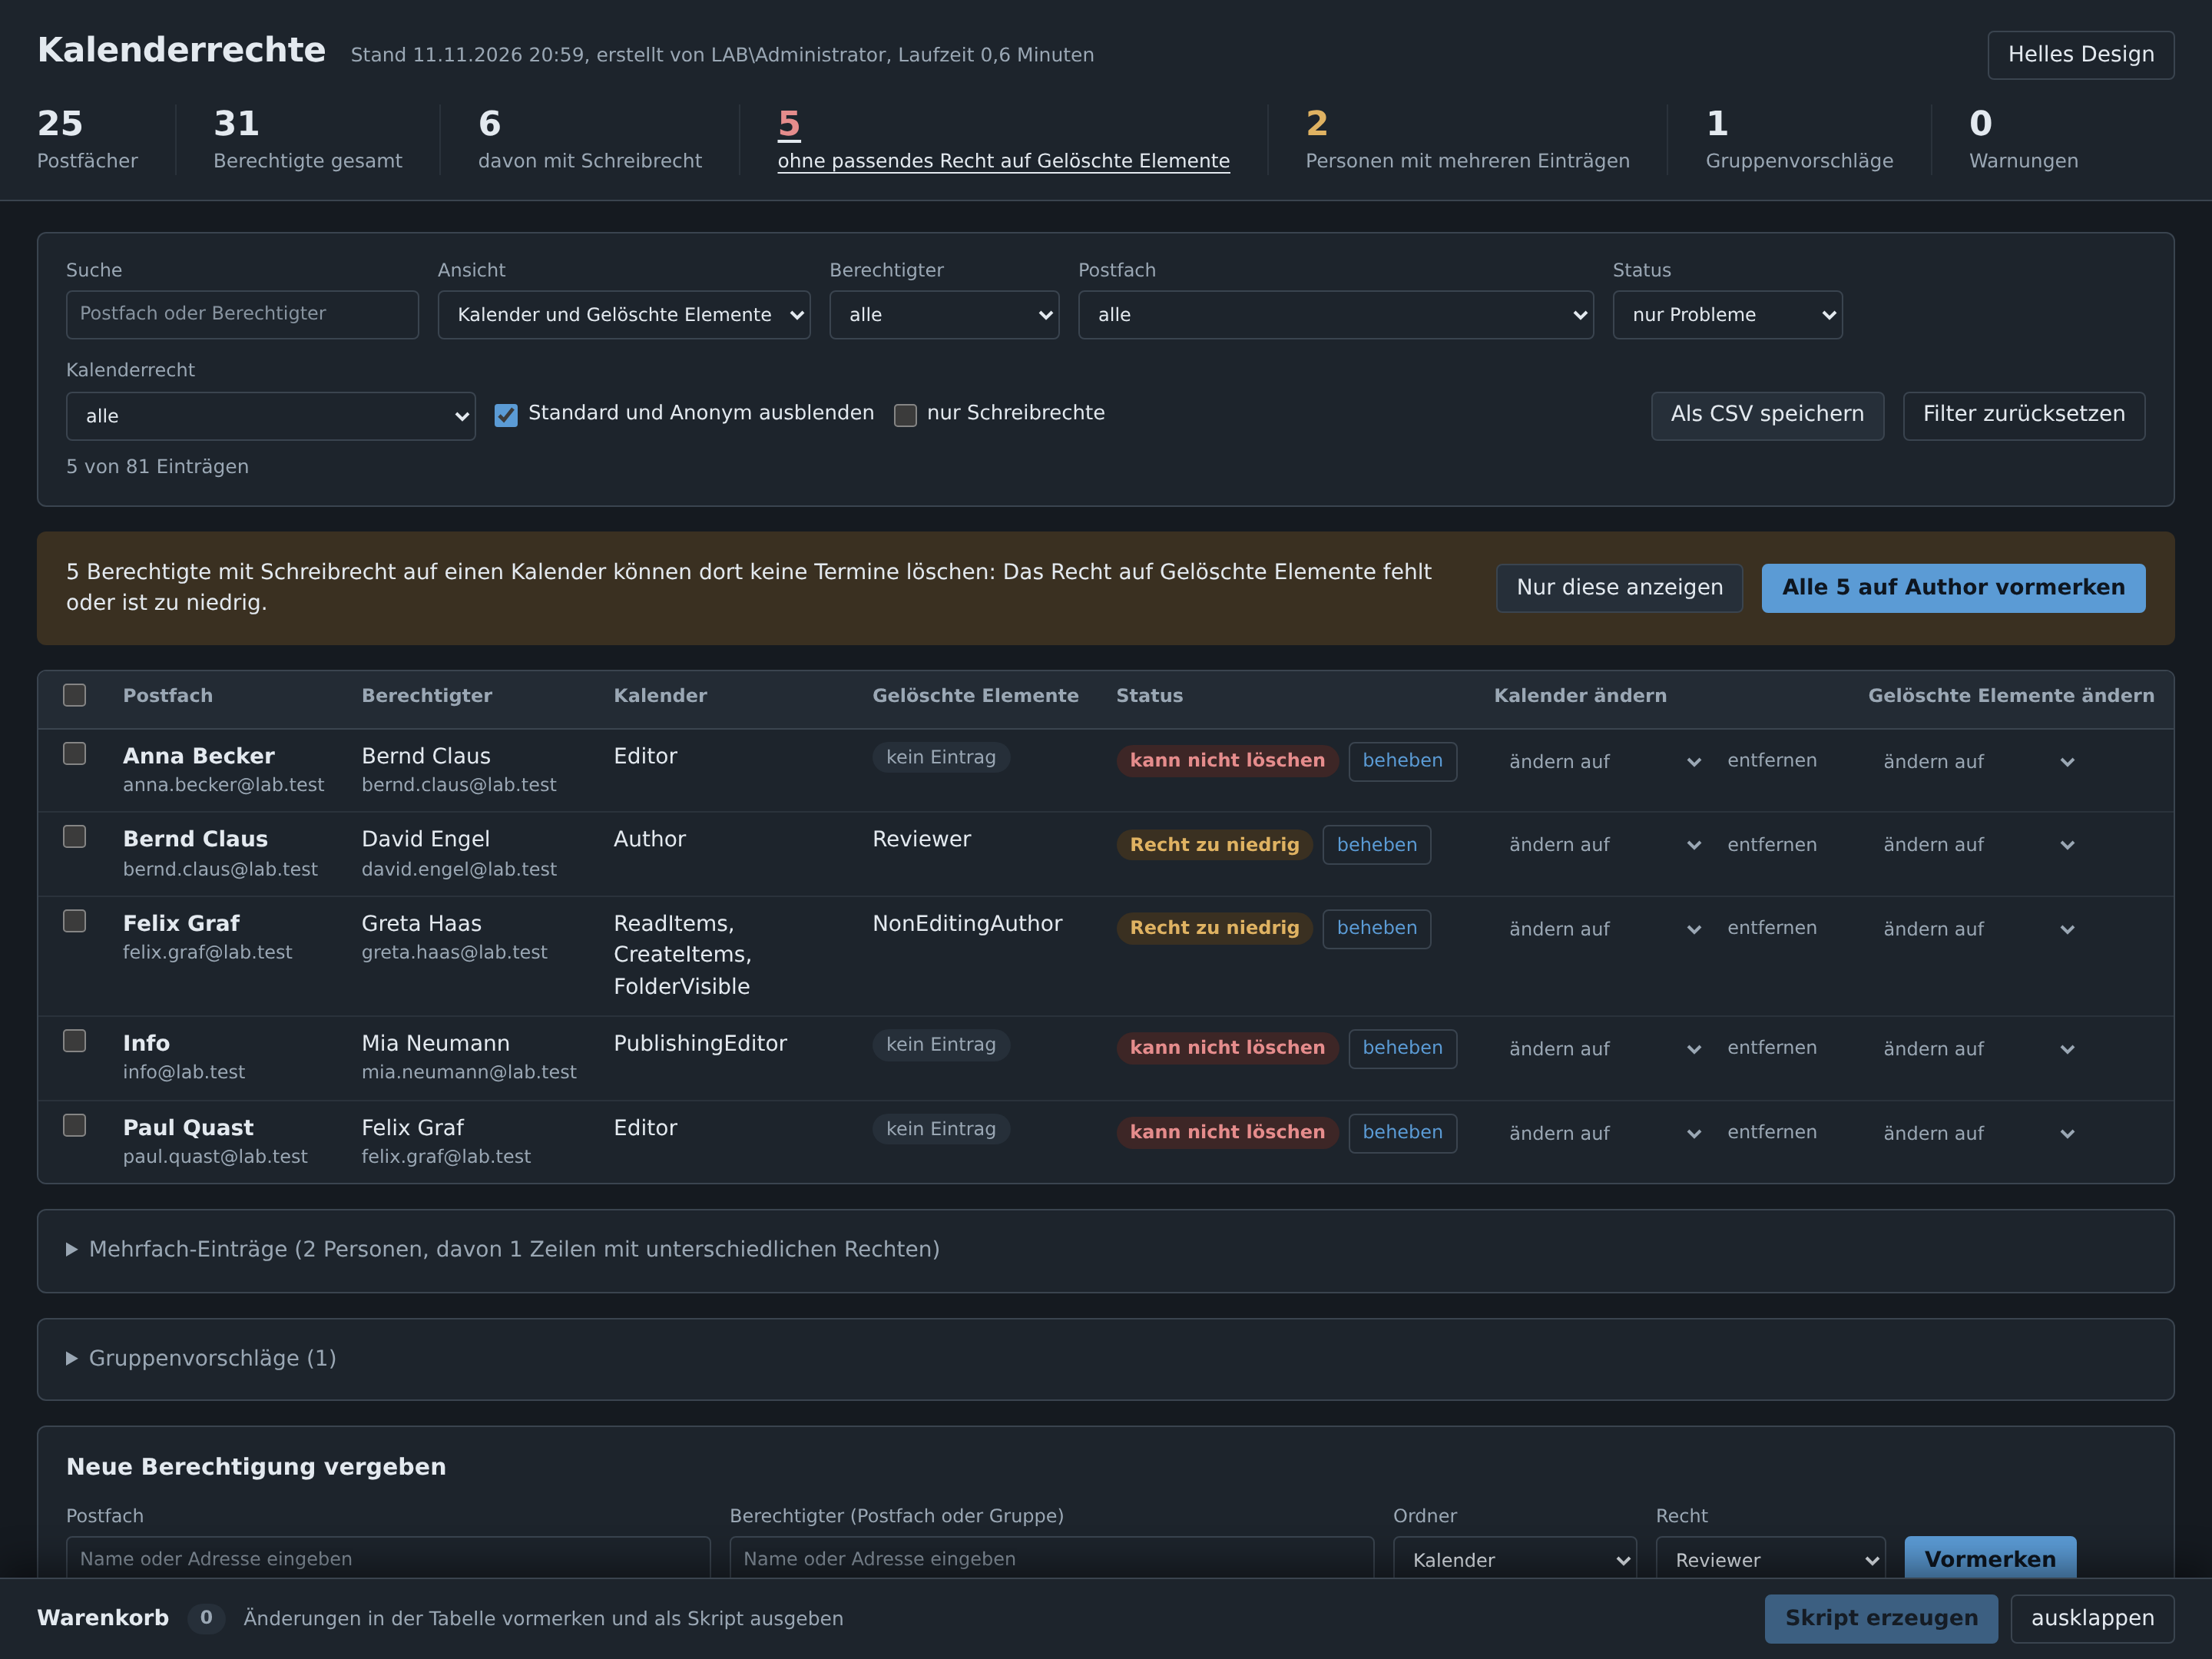 Kalenderrechte
Stand 11.11.2026 20:59, erstellt von LAB\Administrator, Laufzeit 0,6 Minuten
Helles Design
25
Postfächer
31
Berechtigte gesamt
6
davon mit Schreibrecht
5
ohne passendes Recht auf Gelöschte Elemente
2
Personen mit mehreren Einträgen
1
Gruppenvorschläge
0
Warnungen
Suche
Ansicht
Berechtigter
Postfach
Status
Postfach oder Berechtigter
Kalender und Gelöschte Elemente
alle
alle
nur Probleme
Kalenderrecht
alle
Standard und Anonym ausblenden
nur Schreibrechte
Als CSV speichern
Filter zurücksetzen
5 von 81 Einträgen
5 Berechtigte mit Schreibrecht auf einen Kalender können dort keine Termine löschen: Das Recht auf Gelöschte Elemente fehlt
oder ist zu niedrig.
Nur diese anzeigen
Alle 5 auf Author vormerken
Postfach Berechtigter Kalender Gelöschte Elemente Status Kalender ändern Gelöschte Elemente ändern
Anna Becker Bernd Claus Editor kein Eintrag kann nicht löschen beheben ändern auf entfernen ändern auf
anna.becker@lab.test bernd.claus@lab.test
Bernd Claus David Engel Author Reviewer Recht zu niedrig beheben ändern auf entfernen ändern auf
bernd.claus@lab.test david.engel@lab.test
Felix Graf Greta Haas ReadItems, NonEditingAuthor Recht zu niedrig beheben ändern auf entfernen ändern auf
felix.graf@lab.test greta.haas@lab.test CreateItems,
FolderVisible
Info Mia Neumann PublishingEditor kein Eintrag kann nicht löschen beheben ändern auf entfernen ändern auf
info@lab.test mia.neumann@lab.test
Paul Quast Felix Graf Editor kein Eintrag kann nicht löschen beheben ändern auf entfernen ändern auf
paul.quast@lab.test felix.graf@lab.test
Mehrfach-Einträge (2 Personen, davon 1 Zeilen mit unterschiedlichen Rechten)
Gruppenvorschläge (1)
Neue Berechtigung vergeben
Postfach
Berechtigter (Postfach oder Gruppe)
Ordner
Recht
Name oder Adresse eingeben
Name oder Adresse eingeben
Kalender
Reviewer
Vormerken
Warenkorb 0 Änderungen in der Tabelle vormerken und als Skript ausgeben
Skript erzeugen
ausklappen